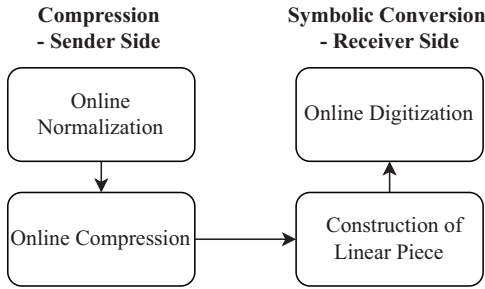 Compression
- Sender Side
Online
Normalization
Online Compression
Symbolic Conversion
- Receiver Side
Online Digitization
Construction of
Linear Piece